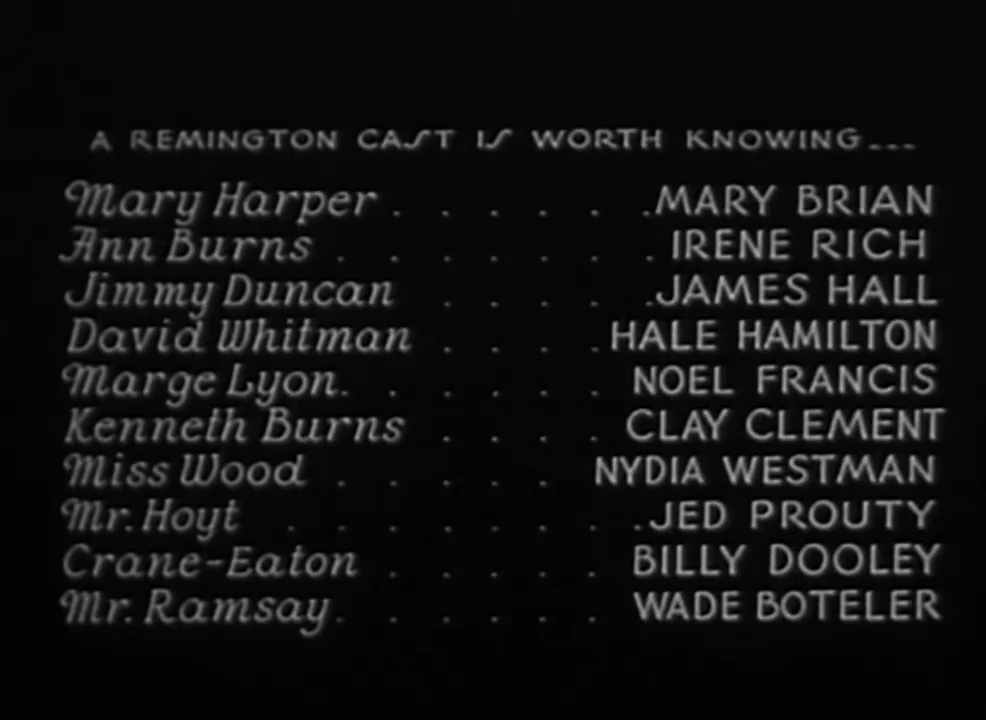 A REMINGTON CAST IS WORTH KNOWING...
Mary Harper . . . . . . MARY BRIAN
Ann Burns . . . . . . . IRENE RICH
Jimmy Duncan . . . . . JAMES HALL
David Whitman . . . . HALE HAMILTON
Marge Lyon. . . . . . NOEL FRANCIS
Kenneth Burns . . . . CLAY CLEMENT
Miss Wood . . . . . NYDIA WESTMAN
Mr. Hoyt . . . . . . . . JED PROUTY
Crane-Eaton . . . . . BILLY DOOLEY
Mr. Ramsay. . . . . . WADE BOTELER